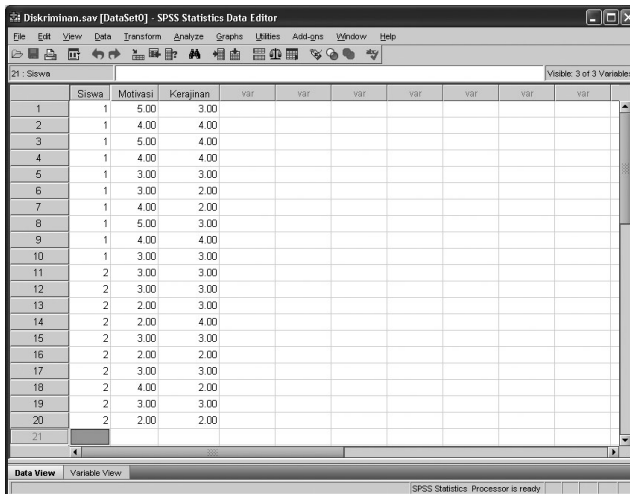 Diskriminan.sav [DataSet0] - SPSS Statistics Data Editor
File Edit View Data Transform Analyze Graphs Utilities Add-ons Window Help
21 : Siswa Visible: 3 of 3 Variables
Siswa Motivasi Kerajinan var var var var var var
1 1 5.00 3.00
2 1 4.00 4.00
3 1 5.00 4.00
4 1 4.00 4.00
5 1 3.00 3.00
6 1 3.00 2.00
7 1 4.00 2.00
8 1 5.00 3.00
9 1 4.00 4.00
10 1 3.00 3.00
11 2 3.00 3.00
12 2 3.00 3.00
13 2 2.00 3.00
14 2 2.00 4.00
15 2 3.00 3.00
16 2 2.00 2.00
17 2 3.00 3.00
18 2 4.00 2.00
19 2 3.00 3.00
20 2 2.00 2.00
21
Data View Variable View
SPSS Statistics Processor is ready